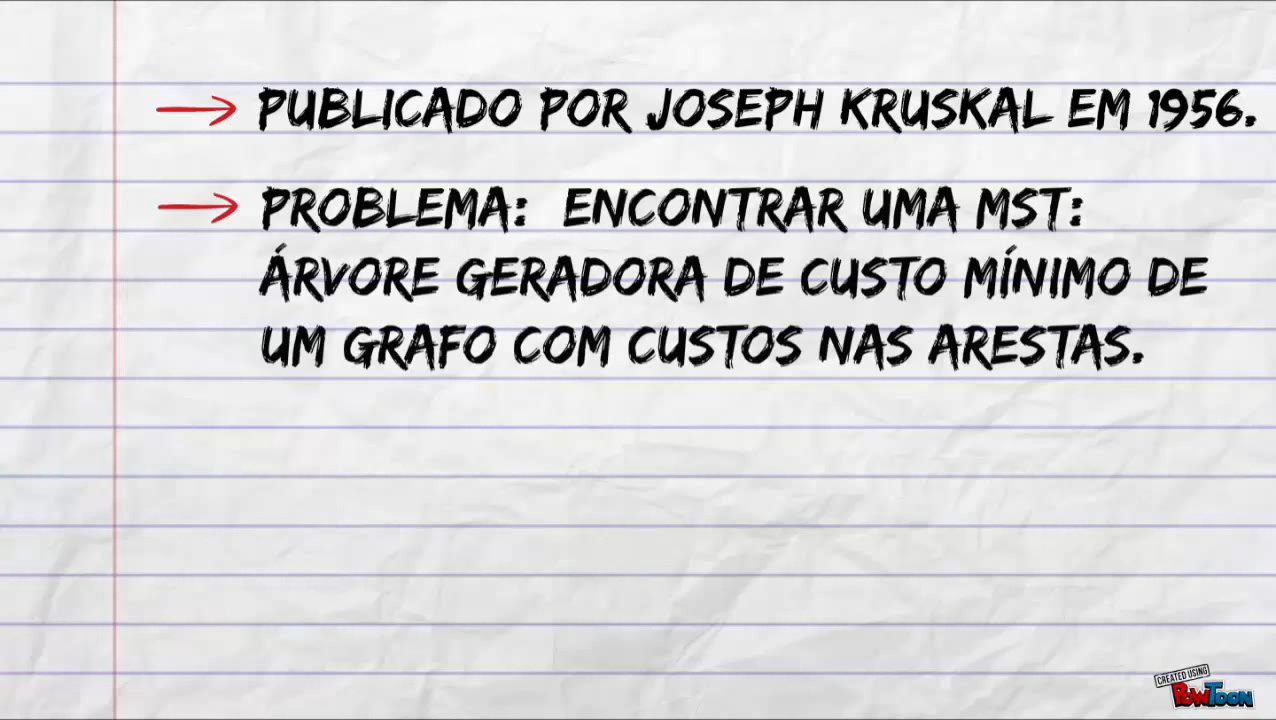 PUBLICADO POR JOSEPH KRUSKAL EM 1956.
PROBLEMA: ENCONTRAR UMA MST:
ÁRVORE GERADORA DE CUSTO MÍNIMO DE
UM GRAFO COM CUSTOS NAS ARESTAS.
CREATED USING
POWTOON